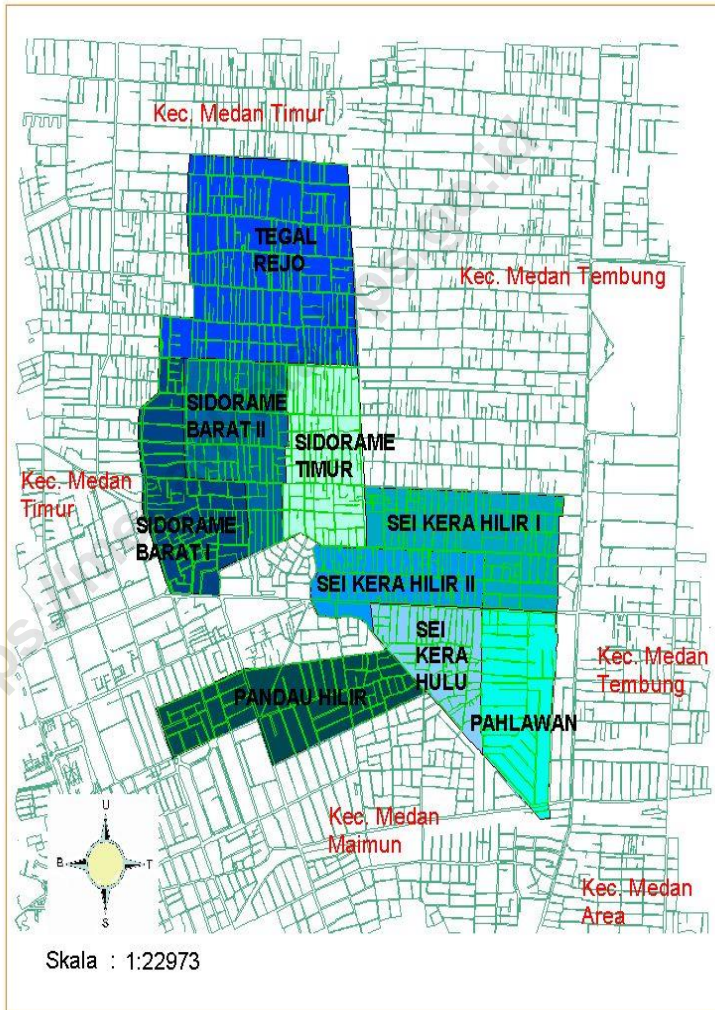 Kec. Medan Timur
TEGAL
REJO
Kec. Medan Tembung
SIDORAME
BARAT II
SIDORAME
TIMUR
Kec. Medan
Timur
SIDORAME
BARAT I
SEI KERA HILIR I
SEI KERA HILIR II
SEI
KERA
HULU
Kec. Medan
Tembung
PANDAU HILIR
PAHLAWAN
Kec. Medan
Maimun
Kec. Medan
Area
U
B
T
S
Skala : 1:22973